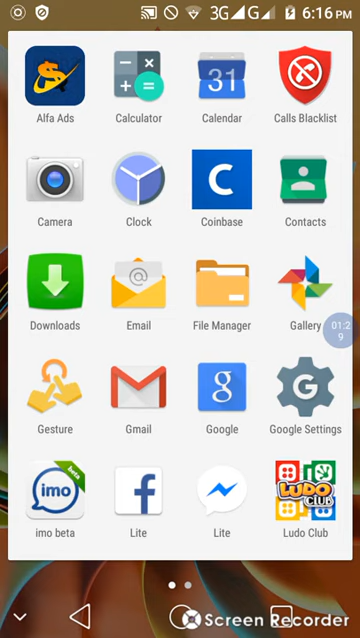 3G G 6:16 PM
Alfa Ads Calculator Calendar Calls Blacklist
31
Camera Clock Coinbase Contacts
C
Downloads Email File Manager Gallery
@
01:29
Gesture Gmail Google Google Settings
g G
imo beta Lite Lite Ludo Club
imo beta f LUDO CLUB
Screen Recorder